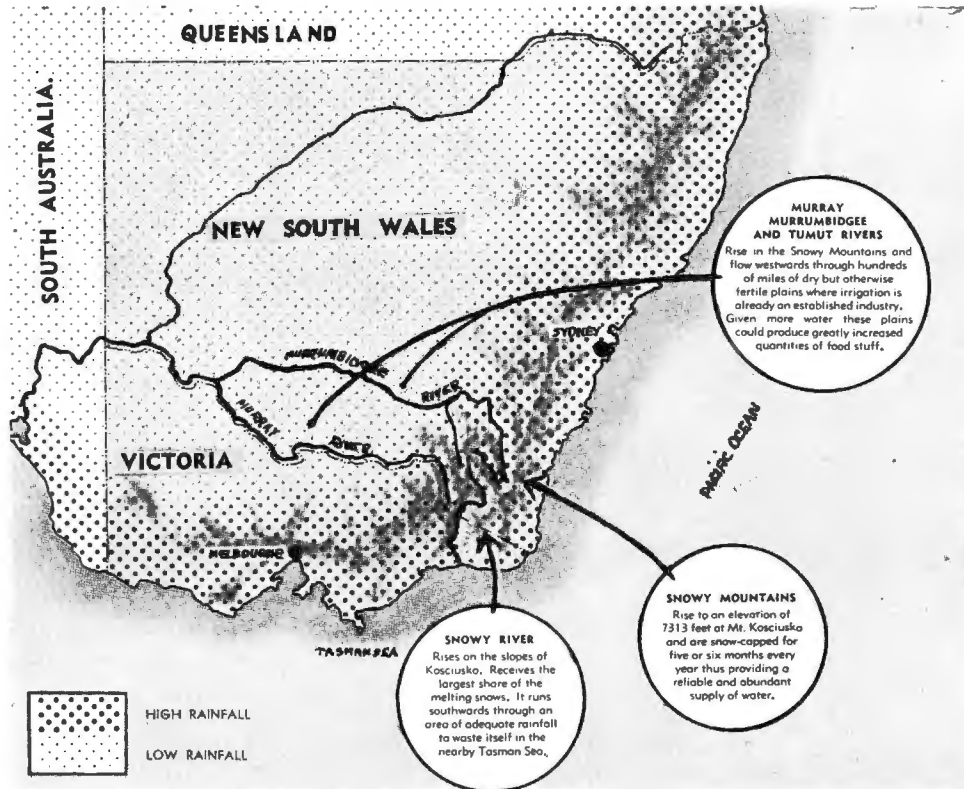 QUEENSLAND
SOUTH AUSTRALIA.
NEW SOUTH WALES
MURRAY
MURRUMBIDGEE
AND TUMUT RIVERS
Rise in the Snowy Mountains and
flow westwards through hundreds
of miles of dry but otherwise
fertile plains where irrigation is
already an established industry.
Given more water these plains
could produce greatly increased
quantities of food stuff.
SYDNEY
MURRUMBIDGEE
RIVER
MURRAY
RIVER
PACIFIC OCEAN
VICTORIA
MELBOURNE
TASMAN SEA
SNOWY MOUNTAINS
Rise to an elevation of
7313 feet at Mt. Kosciusko
and are snow-capped for
five or six months every
year thus providing a
reliable and abundant
supply of water.
SNOWY RIVER
Rises on the slopes of
Kosciusko. Receives the
largest share of the
melting snows. It runs
southwards through an
area of adequate rainfall
to waste itself in the
nearby Tasman Sea.
HIGH RAINFALL
LOW RAINFALL